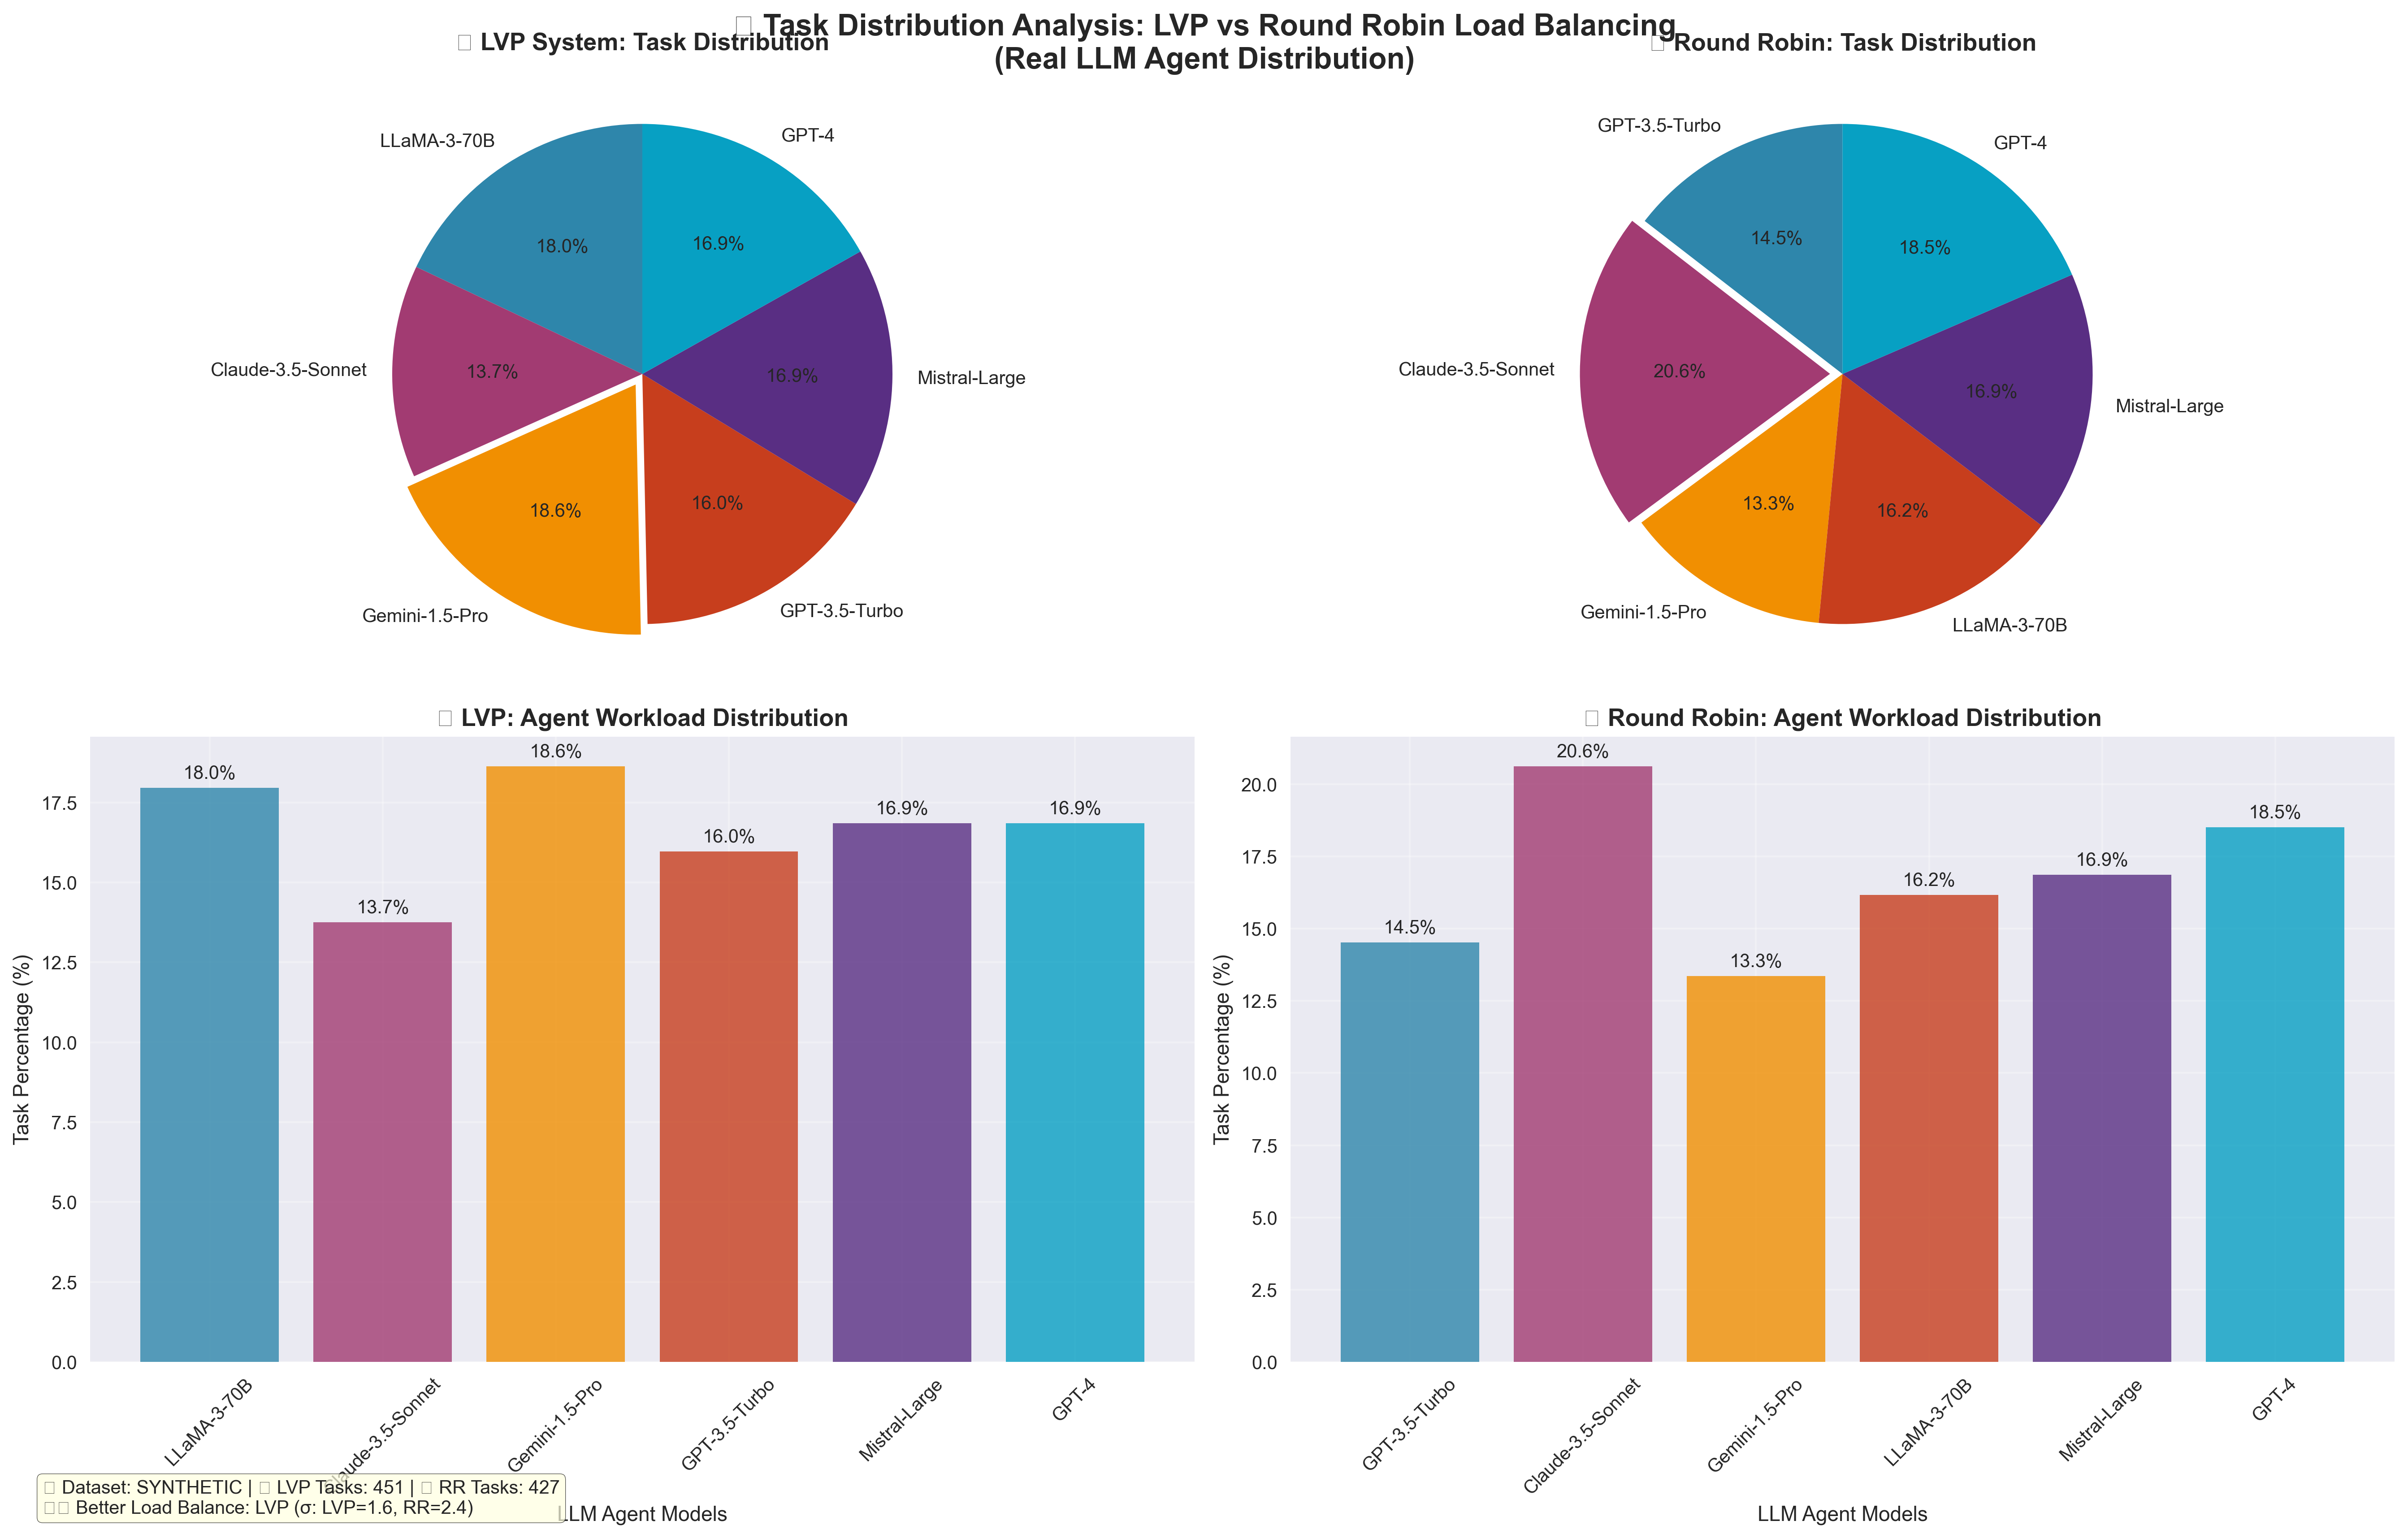 Task Distribution Analysis: LVP vs Round Robin Load Balancing
(Real LLM Agent Distribution)
LVP System: Task Distribution
LLaMA-3-70B
GPT-4
18.0%
16.9%
Claude-3.5-Sonnet
13.7%
16.9%
Mistral-Large
18.6%
16.0%
Gemini-1.5-Pro
GPT-3.5-Turbo
Round Robin: Task Distribution
GPT-3.5-Turbo
GPT-4
14.5%
18.5%
Claude-3.5-Sonnet
20.6%
16.9%
Mistral-Large
13.3%
16.2%
Gemini-1.5-Pro
LLaMA-3-70B
LVP: Agent Workload Distribution
Task Percentage (%)
17.5
15.0
12.5
10.0
7.5
5.0
2.5
0.0
18.0%
13.7%
18.6%
16.0%
16.9%
16.9%
LLaMA-3-70B
Claude-3.5-Sonnet
Gemini-1.5-Pro
GPT-3.5-Turbo
Mistral-Large
GPT-4
LLM Agent Models
Round Robin: Agent Workload Distribution
Task Percentage (%)
20.0
17.5
15.0
12.5
10.0
7.5
5.0
2.5
0.0
14.5%
20.6%
13.3%
16.2%
16.9%
18.5%
GPT-3.5-Turbo
Claude-3.5-Sonnet
Gemini-1.5-Pro
LLaMA-3-70B
Mistral-Large
GPT-4
LLM Agent Models
Dataset: SYNTHETIC | LVP Tasks: 451 | RR Tasks: 427
Better Load Balance: LVP (σ: LVP=1.6, RR=2.4)